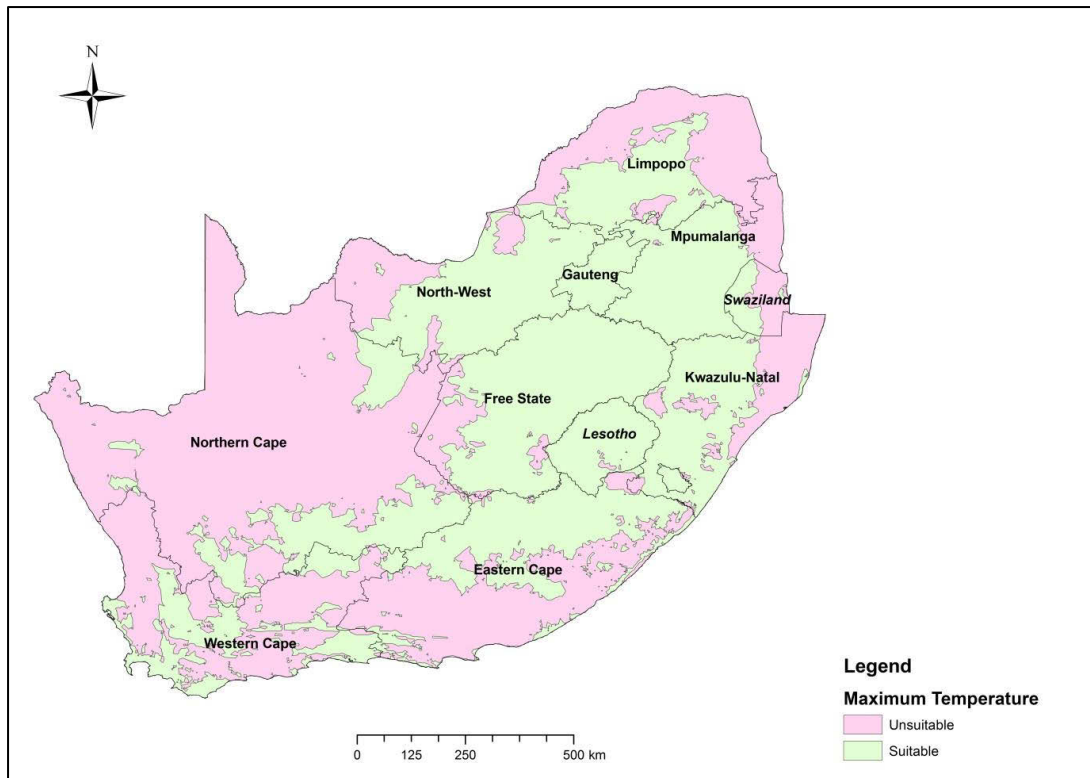 N
Limpopo
Mpumalanga
Gauteng
North-West
Swaziland
Kwazulu-Natal
Free State
Lesotho
Northern Cape
Eastern Cape
Western Cape
Legend
Maximum Temperature
Unsuitable
Suitable
0 125 250 500 km